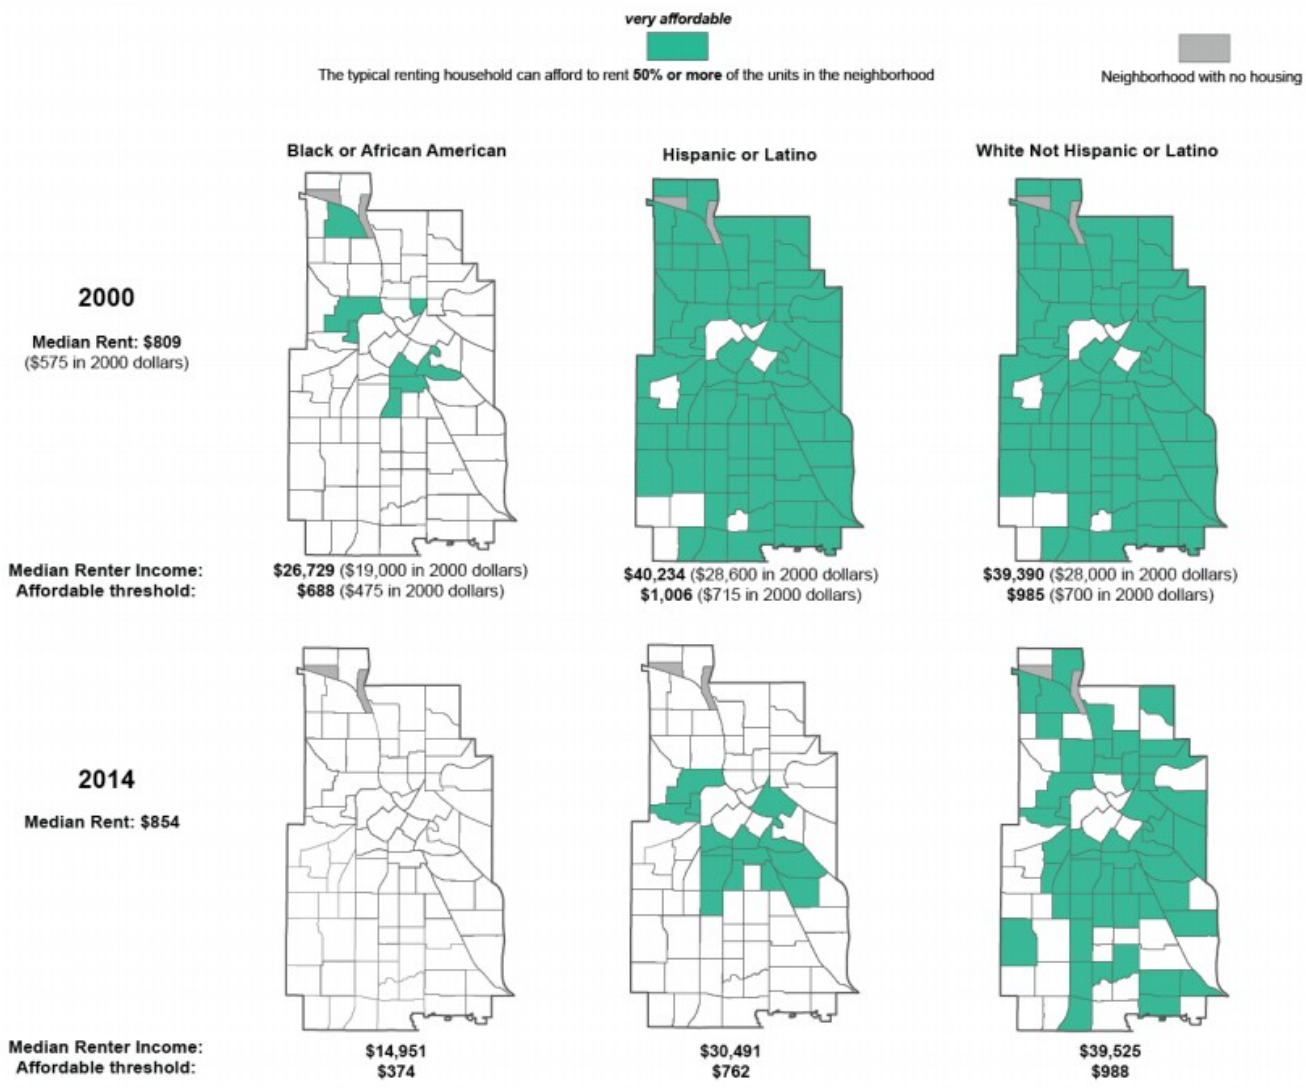 very affordable
The typical renting household can afford to rent 50% or more of the units in the neighborhood
Neighborhood with no housing
Black or African American
Hispanic or Latino
White Not Hispanic or Latino
2000
Median Rent: $809
($575 in 2000 dollars)
Median Renter Income:
Affordable threshold:
$26,729 ($19,000 in 2000 dollars)
$688 ($475 in 2000 dollars)
$40,234 ($28,600 in 2000 dollars)
$1,006 ($715 in 2000 dollars)
$39,390 ($28,000 in 2000 dollars)
$985 ($700 in 2000 dollars)
2014
Median Rent: $854
Median Renter Income:
Affordable threshold:
$14,951
$374
$30,491
$762
$39,525
$988